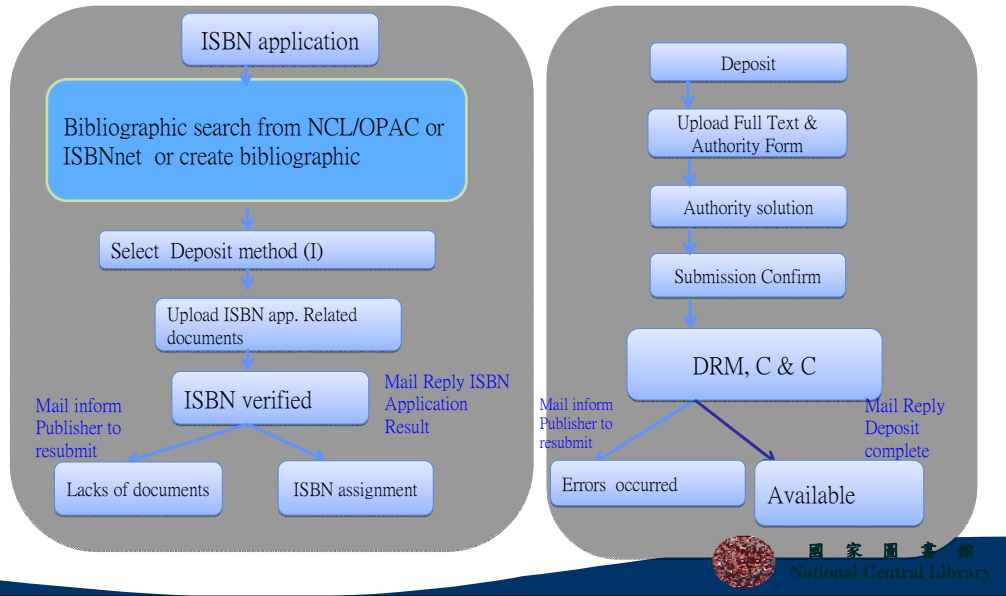 ISBN application
Bibliographic search from NCL/OPAC or
ISBNnet or create bibliographic
Select Deposit method (I)
Upload ISBN app. Related
documents
ISBN verified
Mail Reply ISBN
Application
Result
Mail inform
Publisher to
resubmit
Lacks of documents
ISBN assignment
Deposit
Upload Full Text &
Authority Form
Authority solution
Submission Confirm
DRM, C & C
Mail inform
Publisher to
resubmit
Mail Reply
Deposit
complete
Errors occurred
Available
國家圖書館
National Central Library